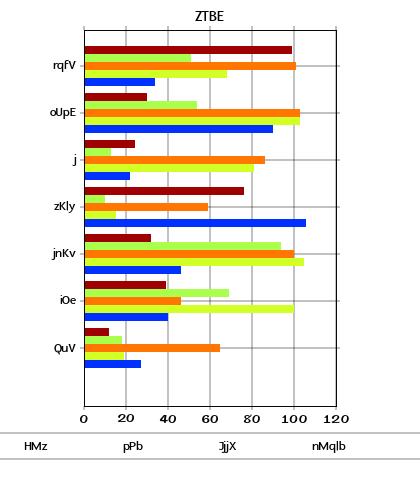 ZTBE
rqfV
oUpE
j
zKly
jnKv
iOe
QuV
0 20 40 60 80 100 120
HMz pPb JjjX nMqlb